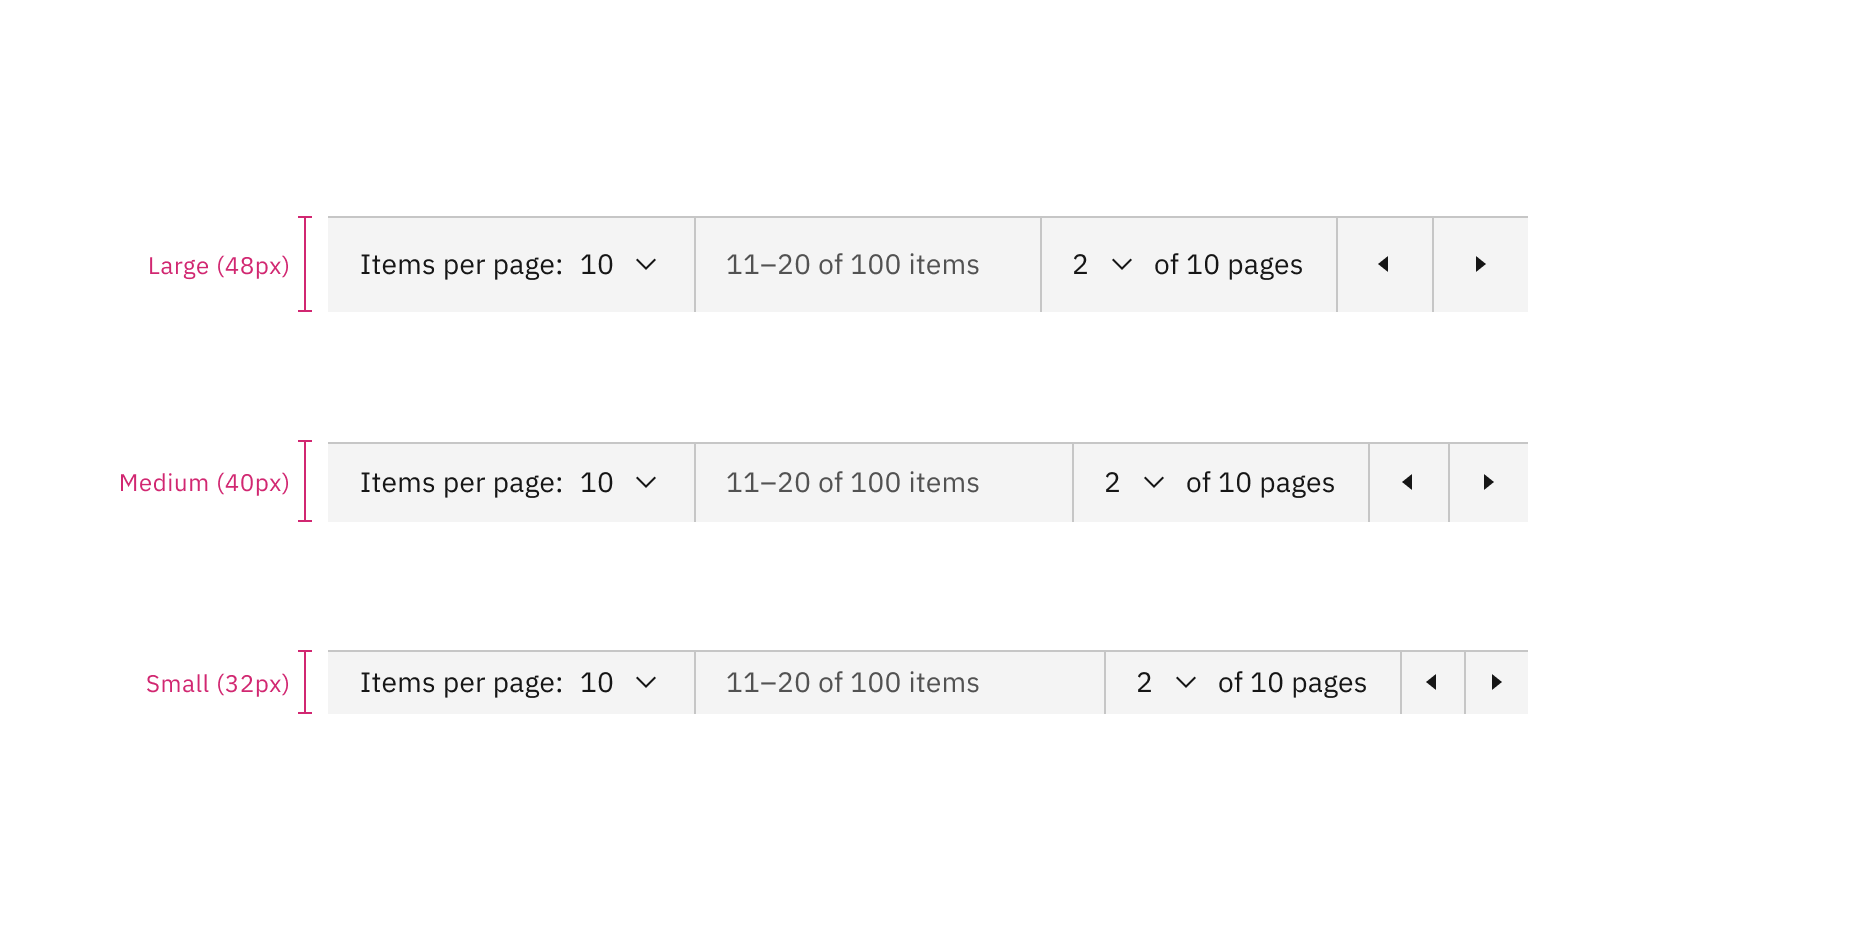 Large (48px) Items per page: 10 11–20 of 100 items 2 of 10 pages
Medium (40px) Items per page: 10 11–20 of 100 items 2 of 10 pages
Small (32px) Items per page: 10 11–20 of 100 items 2 of 10 pages